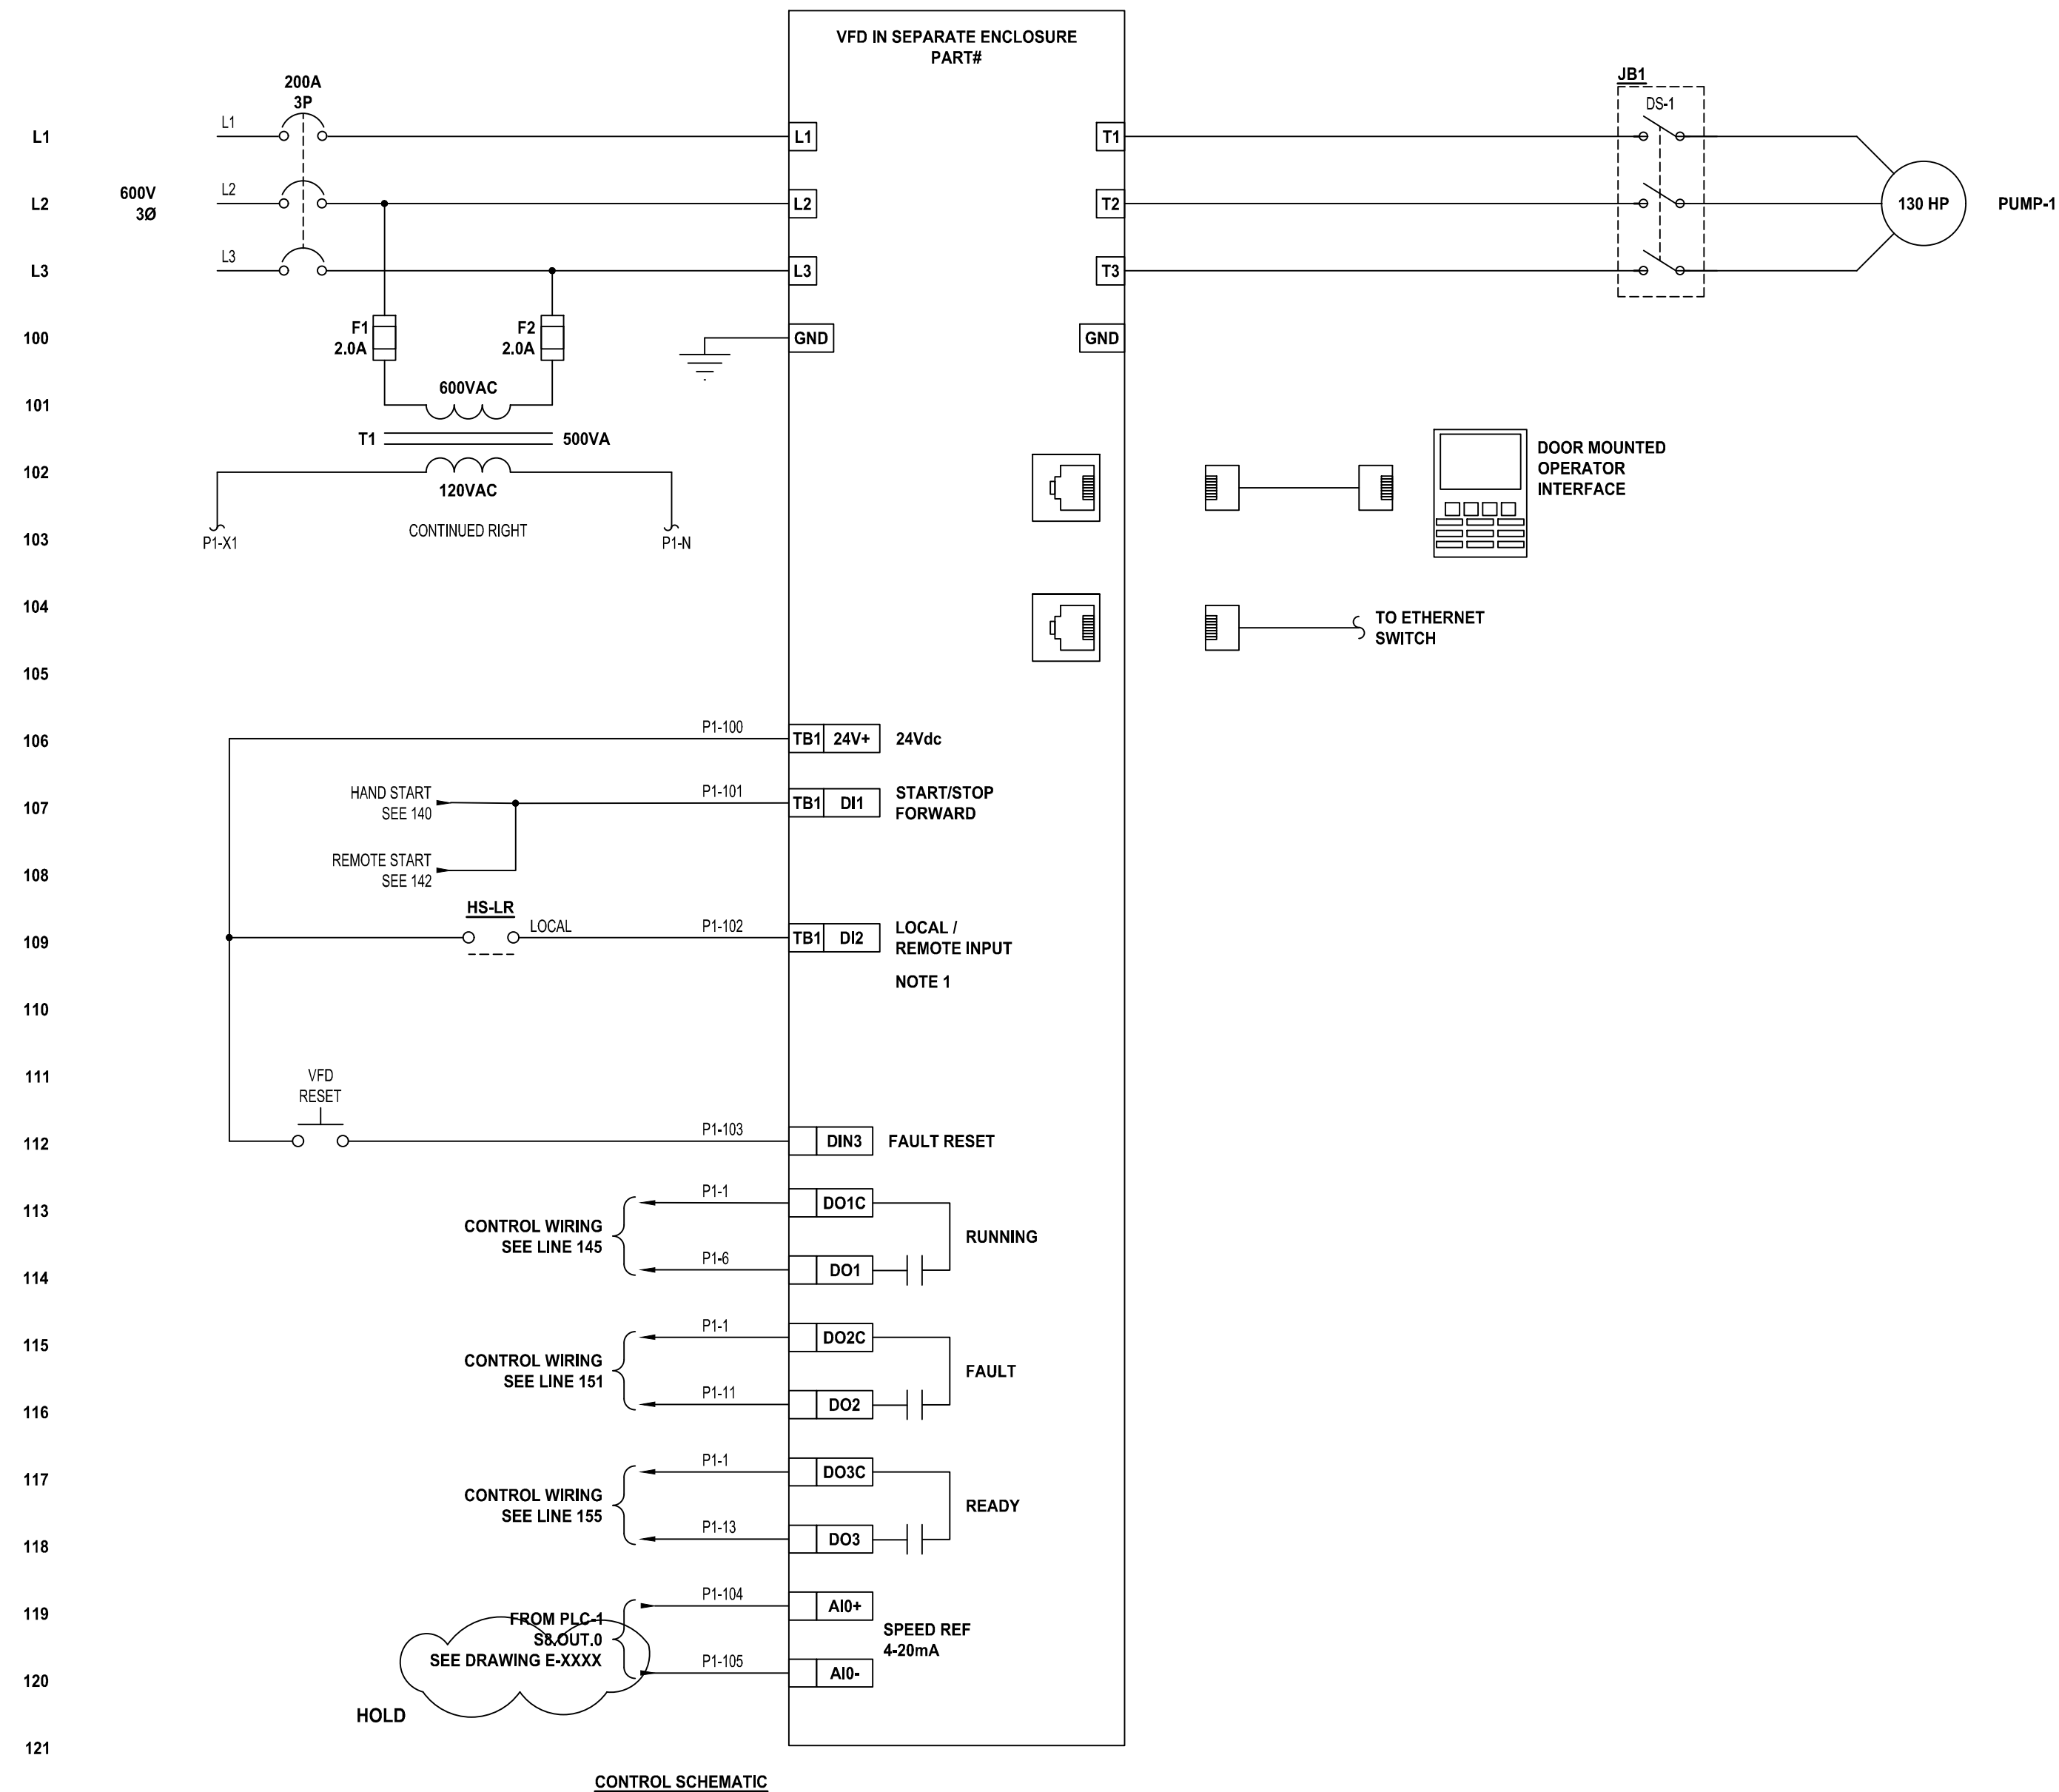 VFD IN SEPARATE ENCLOSURE
PART#
200A
3P
JB1
DS-1
L1
L1
L1
T1
600V
3Ø
L2
L2
L2
T2
130 HP
PUMP-1
L3
L3
L3
T3
100
F1
2.0A
F2
2.0A
GND
GND
101
600VAC
T1
500VA
102
120VAC
DOOR MOUNTED
OPERATOR
INTERFACE
103
P1-X1
CONTINUED RIGHT
P1-N
104
TO ETHERNET
SWITCH
105
106
P1-100
TB1
24V+
24Vdc
107
HAND START
SEE 140
P1-101
TB1
DI1
START/STOP
FORWARD
108
REMOTE START
SEE 142
109
HS-LR
LOCAL
P1-102
TB1
DI2
LOCAL /
REMOTE INPUT
NOTE 1
110
111
VFD
RESET
112
P1-103
DIN3
FAULT RESET
113
P1-1
DO1C
CONTROL WIRING
SEE LINE 145
RUNNING
114
P1-6
DO1
115
P1-1
DO2C
CONTROL WIRING
SEE LINE 151
FAULT
116
P1-11
DO2
117
P1-1
DO3C
CONTROL WIRING
SEE LINE 155
READY
118
P1-13
DO3
119
P1-104
AI0+
FROM PLC-1
S8.OUT.0
SEE DRAWING E-XXXX
SPEED REF
4-20mA
120
P1-105
AI0-
HOLD
121
CONTROL SCHEMATIC